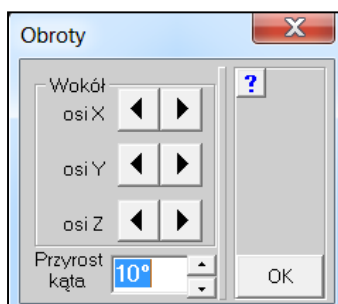 Obroty
X
Wokół
osi X
osi Y
osi Z
Przyrost
kąta
10°
?
OK